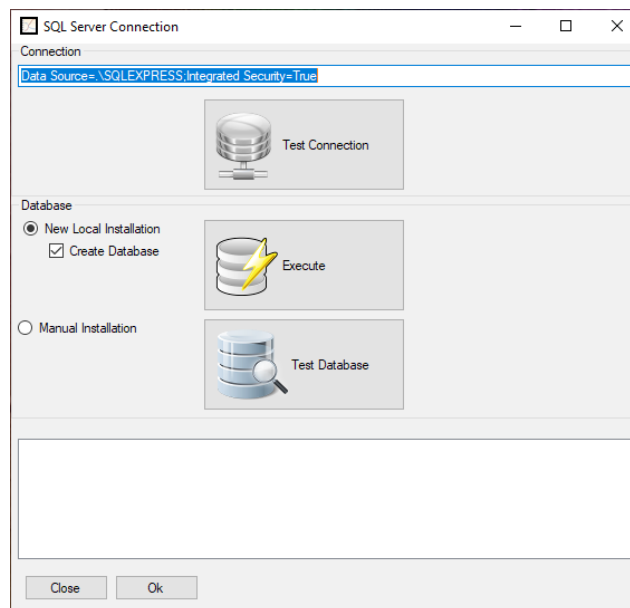 SQL Server Connection
Connection
Data Source=.\SQLEXPRESS;Integrated Security=True
Test Connection
Database
New Local Installation
Create Database
Execute
Manual Installation
Test Database
Close Ok